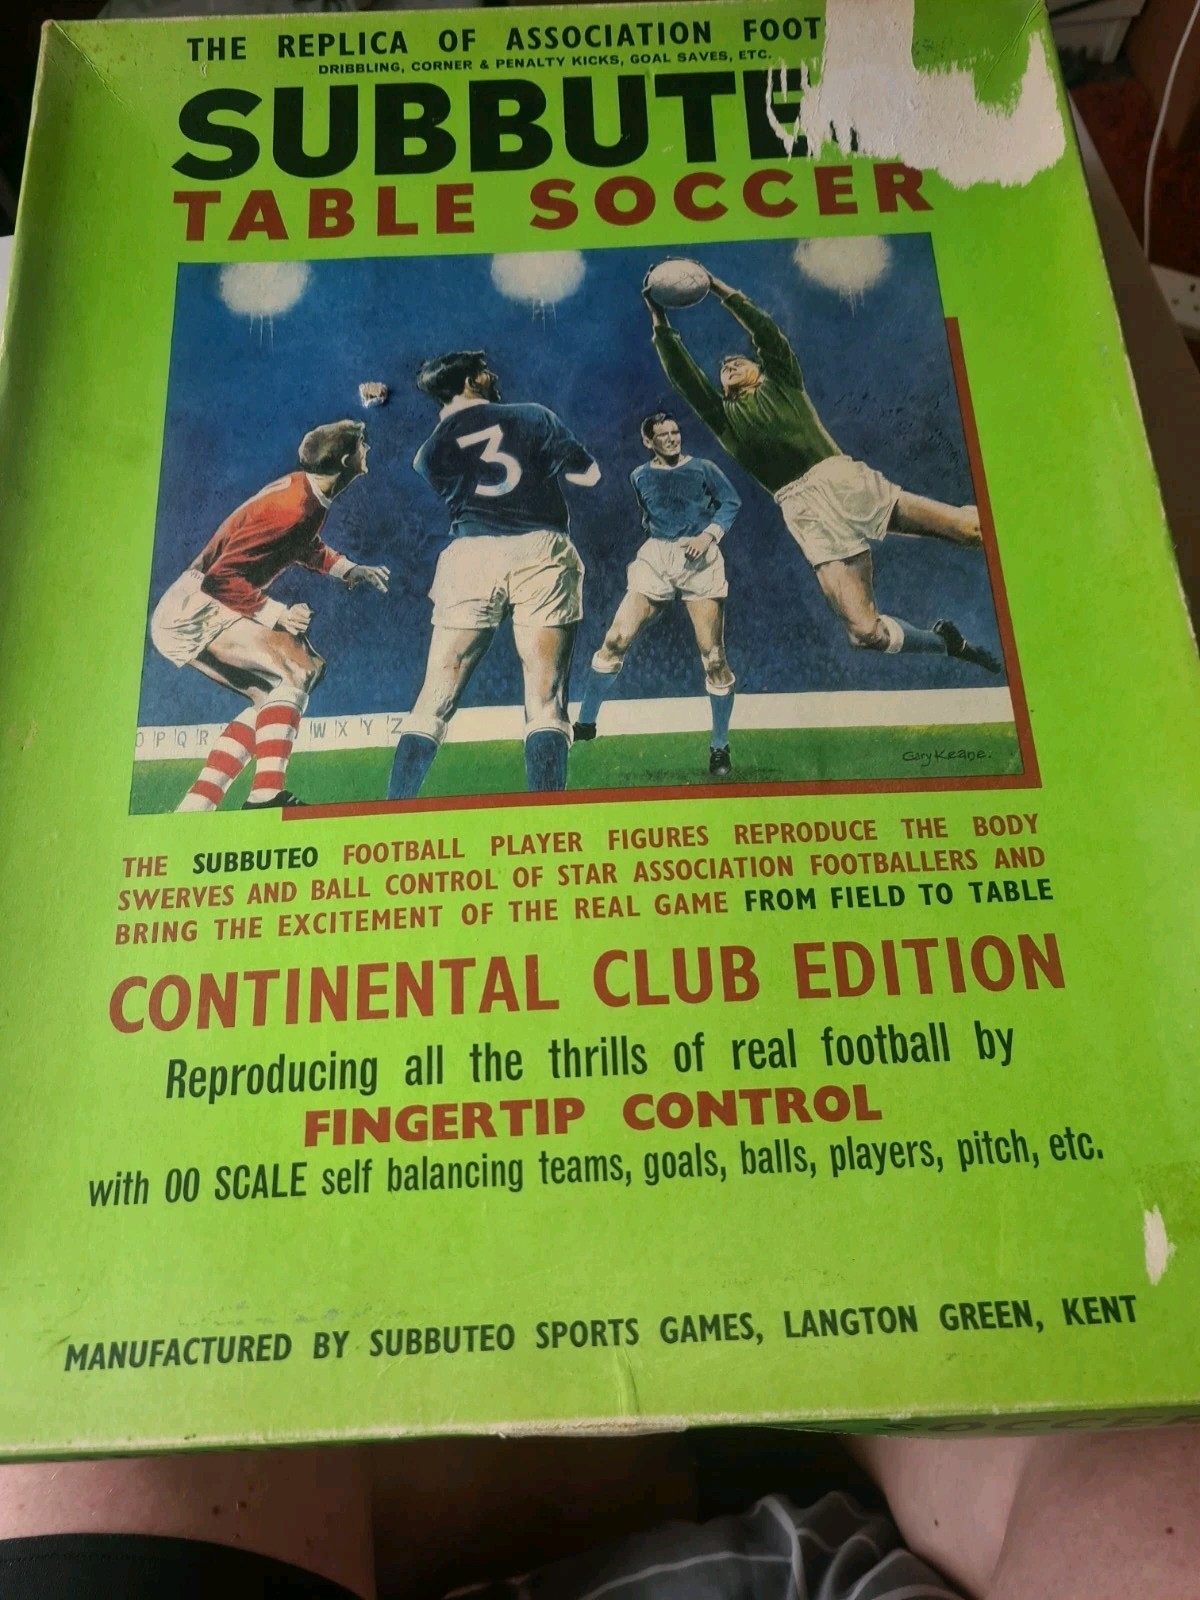 THE REPLICA OF ASSOCIATION FOOT
DRIBBLING, CORNER & PENALTY KICKS, GOAL SAVES, ETC.
SUBBUTE
TABLE SOCCER
3
O P Q R W X Y Z
Gary Keane.
THE SUBBUTEO FOOTBALL PLAYER FIGURES REPRODUCE THE BODY
SWERVES AND BALL CONTROL OF STAR ASSOCIATION FOOTBALLERS AND
BRING THE EXCITEMENT OF THE REAL GAME FROM FIELD TO TABLE
CONTINENTAL CLUB EDITION
Reproducing all the thrills of real football by
FINGERTIP CONTROL
with 00 SCALE self balancing teams, goals, balls, players, pitch, etc.
MANUFACTURED BY SUBBUTEO SPORTS GAMES, LANGTON GREEN, KENT
SOCCER